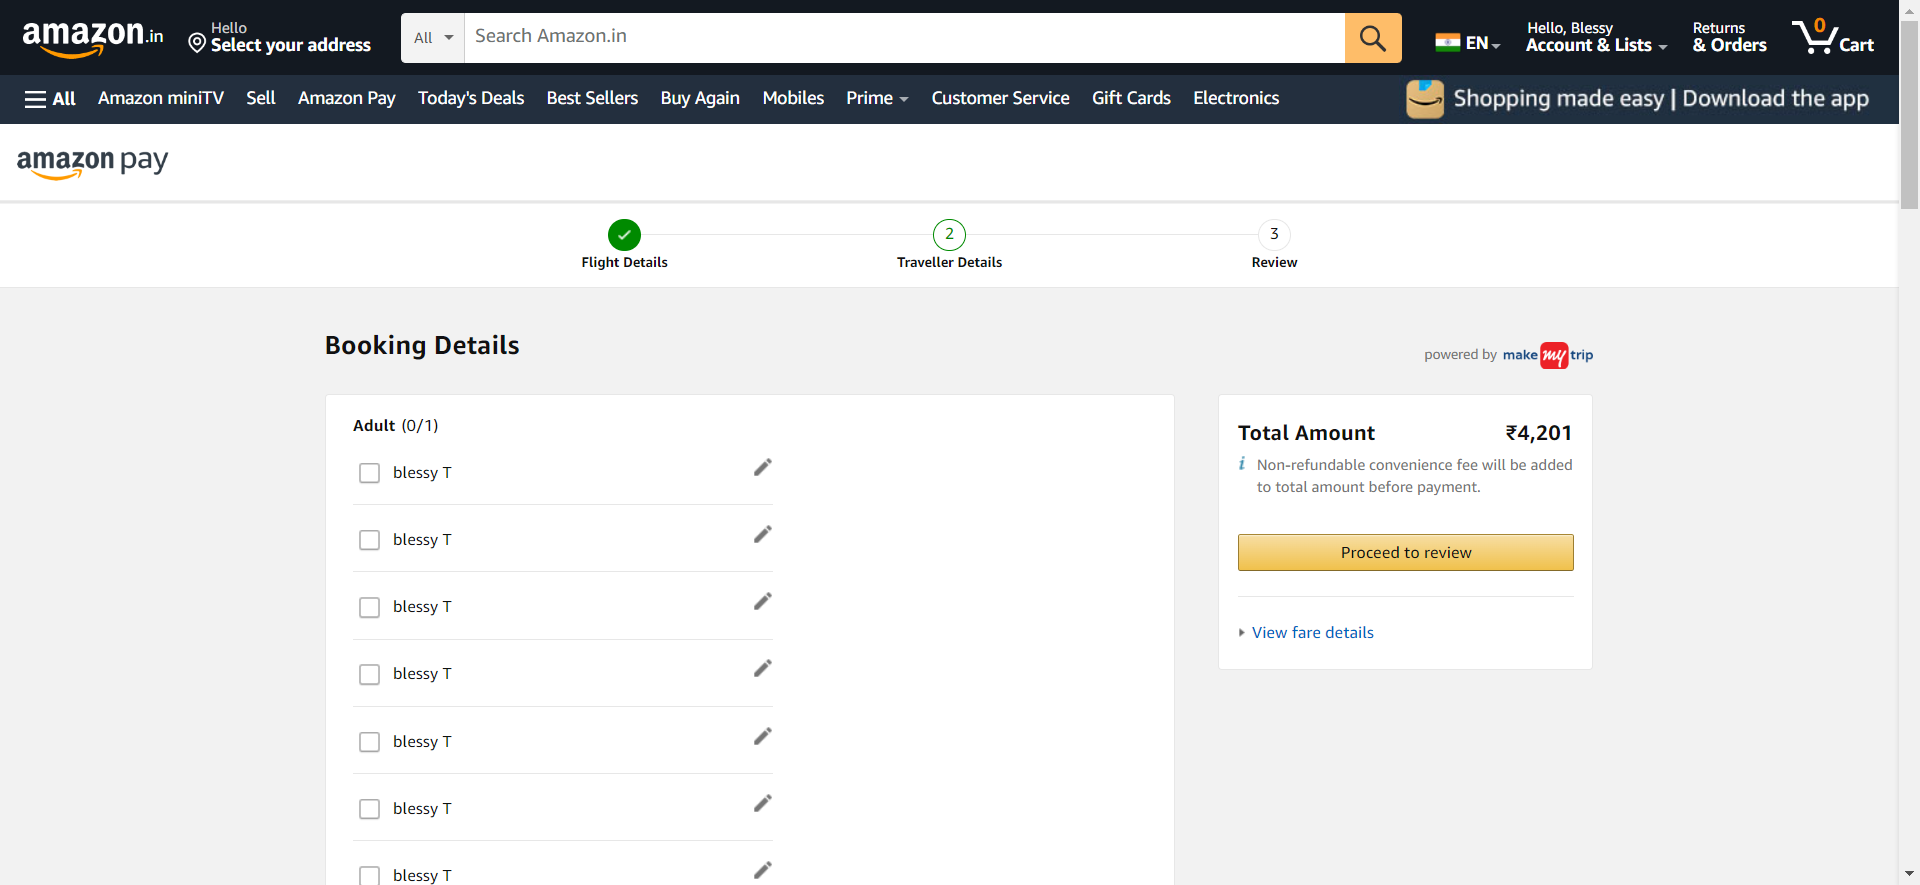 amazon.in
Hello
Select your address
All
Search Amazon.in
EN
Hello, Blessy
Account & Lists
Returns
& Orders
0
Cart
All
Amazon miniTV
Sell
Amazon Pay
Today's Deals
Best Sellers
Buy Again
Mobiles
Prime
Customer Service
Gift Cards
Electronics
Shopping made easy | Download the app
amazon pay
2
3
Flight Details
Traveller Details
Review
Booking Details
powered by make my trip
Adult (0/1)
blessy T
blessy T
blessy T
blessy T
blessy T
blessy T
blessy T
Total Amount ₹4,201
i Non-refundable convenience fee will be added
to total amount before payment.
Proceed to review
View fare details